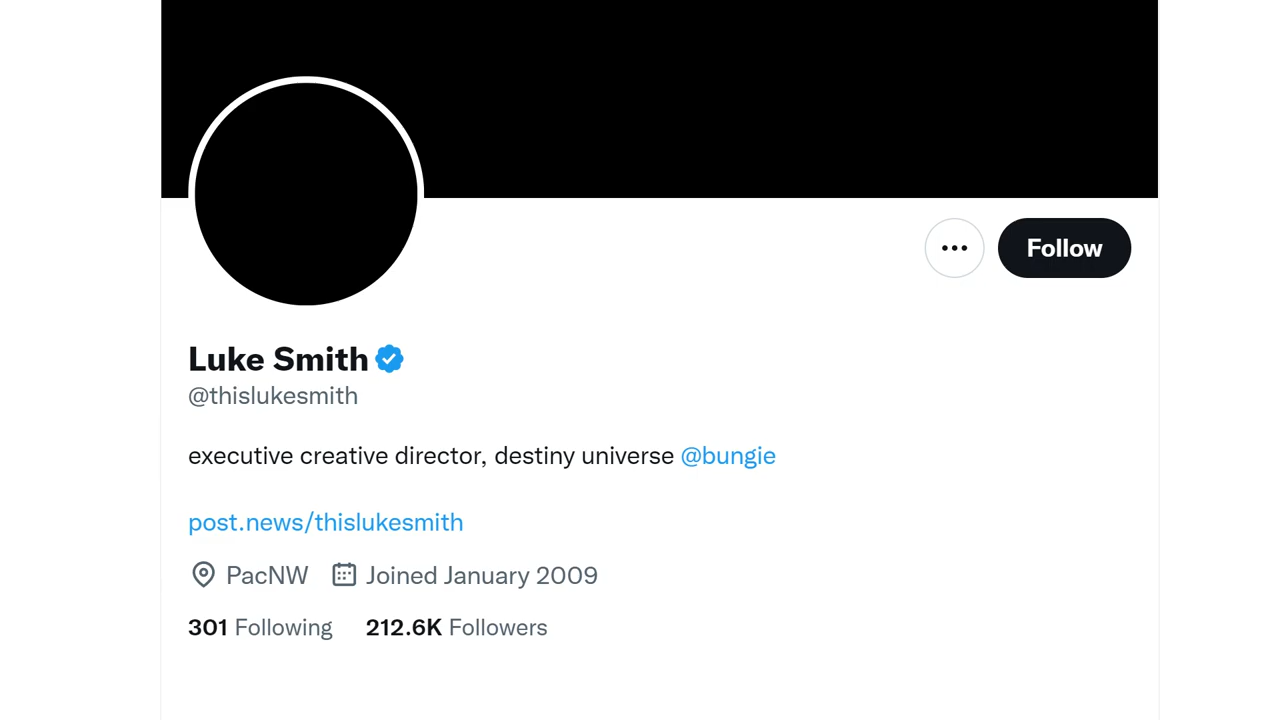 Follow
Luke Smith
@thislukesmith
executive creative director, destiny universe @bungie
post.news/thislukesmith
PacNW Joined January 2009
301 Following 212.6K Followers